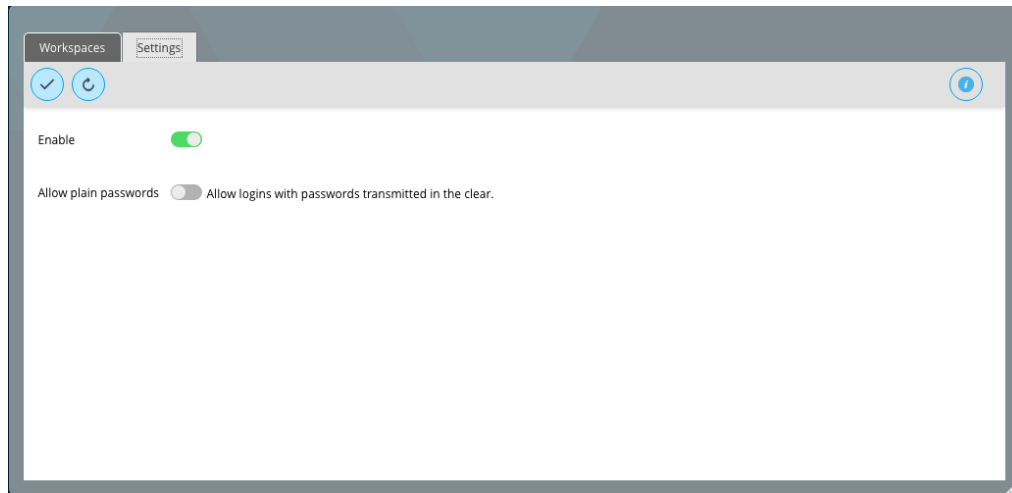 Workspaces Settings
Enable
Allow plain passwords Allow logins with passwords transmitted in the clear.